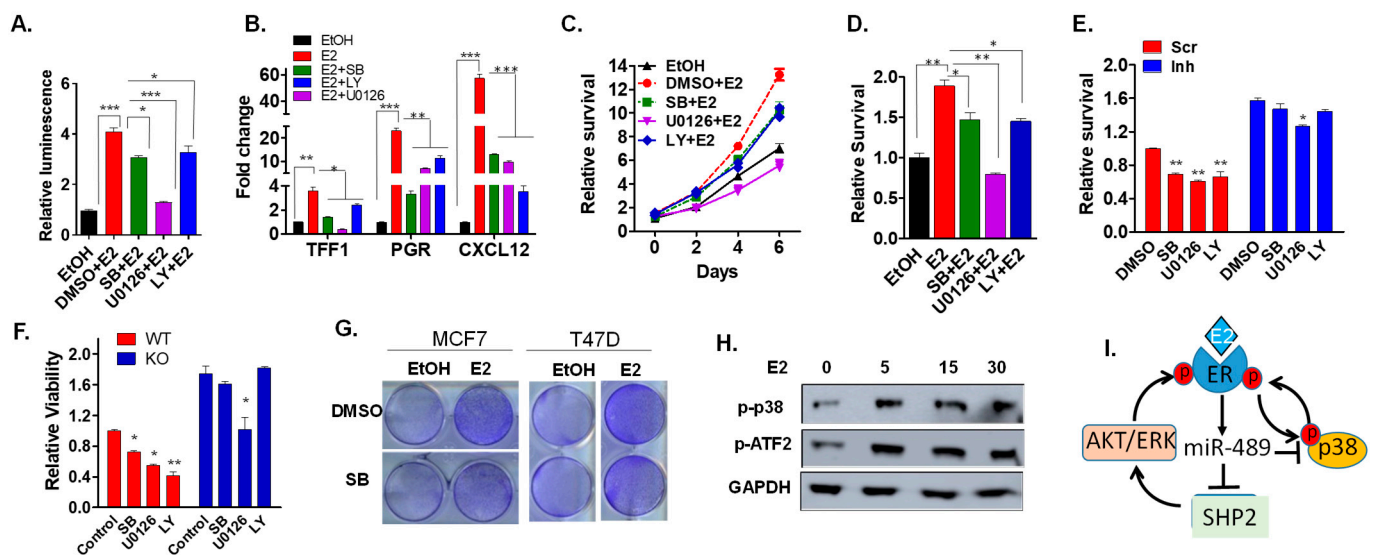 A.
Relative luminescence
6
4
2
0
***
*
***
*
EtOH
DMSO+E2
SB+E2
U0126+E2
LY+E2
B.
EtOH
E2
E2+SB
E2+LY
E2+U0126
Fold change
60
40
20
20
10
4
2
0
**
*
***
**
***
***
TFF1
PGR
CXCL12
C.
Relative survival
14
12
10
8
6
4
2
0
EtOH
DMSO+E2
SB+E2
U0126+E2
LY+E2
0
2
4
6
Days
D.
Relative Survival
2.0
1.5
1.0
0.5
0.0
**
*
**
*
EtOH
E2
SB+E2
U0126+E2
LY+E2
E.
Scr
Inh
Relative survival
2.0
1.5
1.0
0.5
0.0
**
**
**
*
DMSO
SB
U0126
LY
DMSO
SB
U0126
LY
F.
WT
KO
Relative Viability
2.0
1.6
1.2
0.8
0.4
0.0
*
*
**
*
Control
SB
U0126
LY
Control
SB
U0126
LY
G.
MCF7
T47D
EtOH E2
EtOH E2
DMSO
SB
H.
E2 0 5 15 30
p-p38
p-ATF2
GAPDH
I.
E2
p
ER
p
AKT/ERK
miR-489
p
p38
SHP2